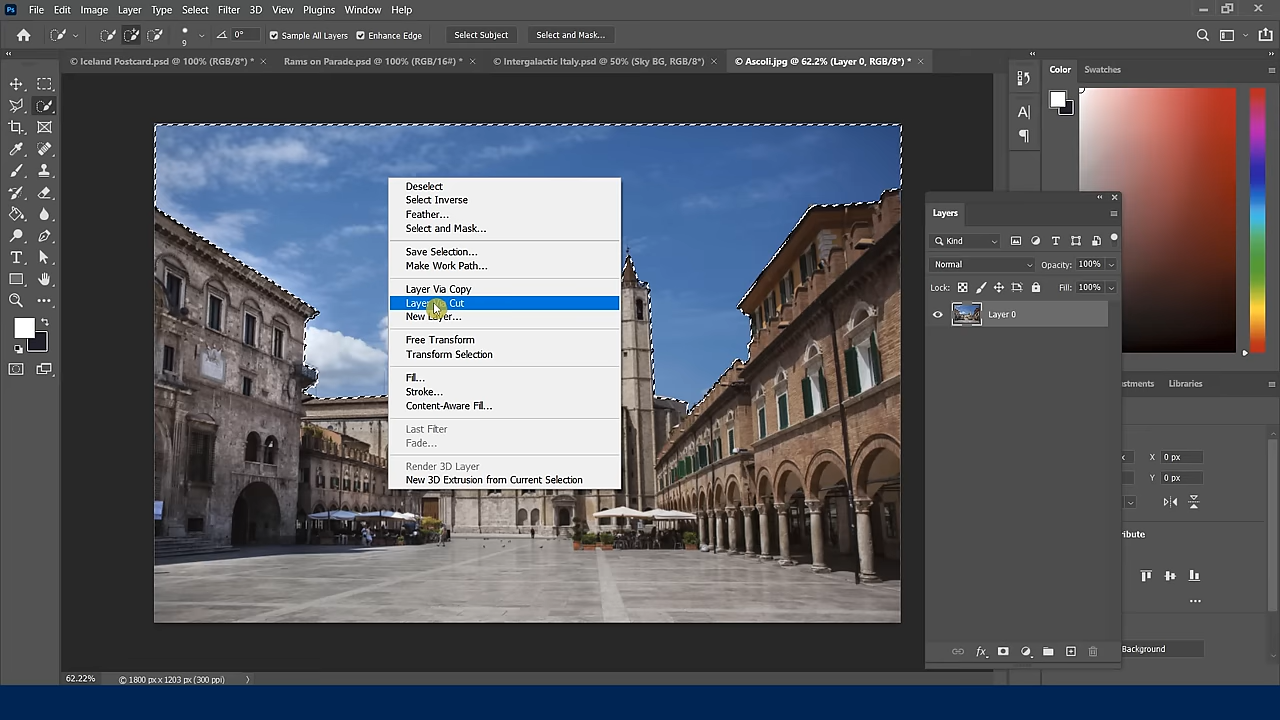 Ps File Edit Image Layer Type Select Filter 3D View Plugins Window Help
9 0° Sample All Layers Enhance Edge Select Subject Select and Mask...
© Iceland Postcard.psd @ 100% (RGB/8*) * × Rams on Parade.psd @ 100% (RGB/16#) * × © Intergalactic Italy.psd @ 50% (Sky BG, RGB/8*) × © Ascoli.jpg @ 62.2% (Layer 0, RGB/8*) * ×
Color Swatches
Deselect
Select Inverse
Feather...
Select and Mask...
Save Selection...
Make Work Path...
Layer Via Copy
Layer Cut
New Layer...
Free Transform
Transform Selection
Fill...
Stroke...
Content-Aware Fill...
Last Filter
Fade...
Render 3D Layer
New 3D Extrusion from Current Selection
Layers
Kind
Normal Opacity: 100%
Lock: Fill: 100%
Layer 0
ustments Libraries
X 0 px
Y 0 px
ribute
Background
62.22% © 1800 px x 1203 px (300 ppi)